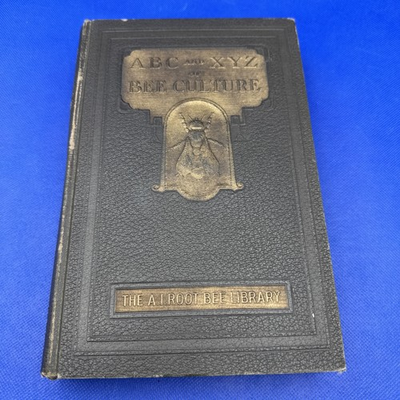 ABC AND XYZ
OF
BEE CULTURE
THE A I ROOT BEE LIBRARY